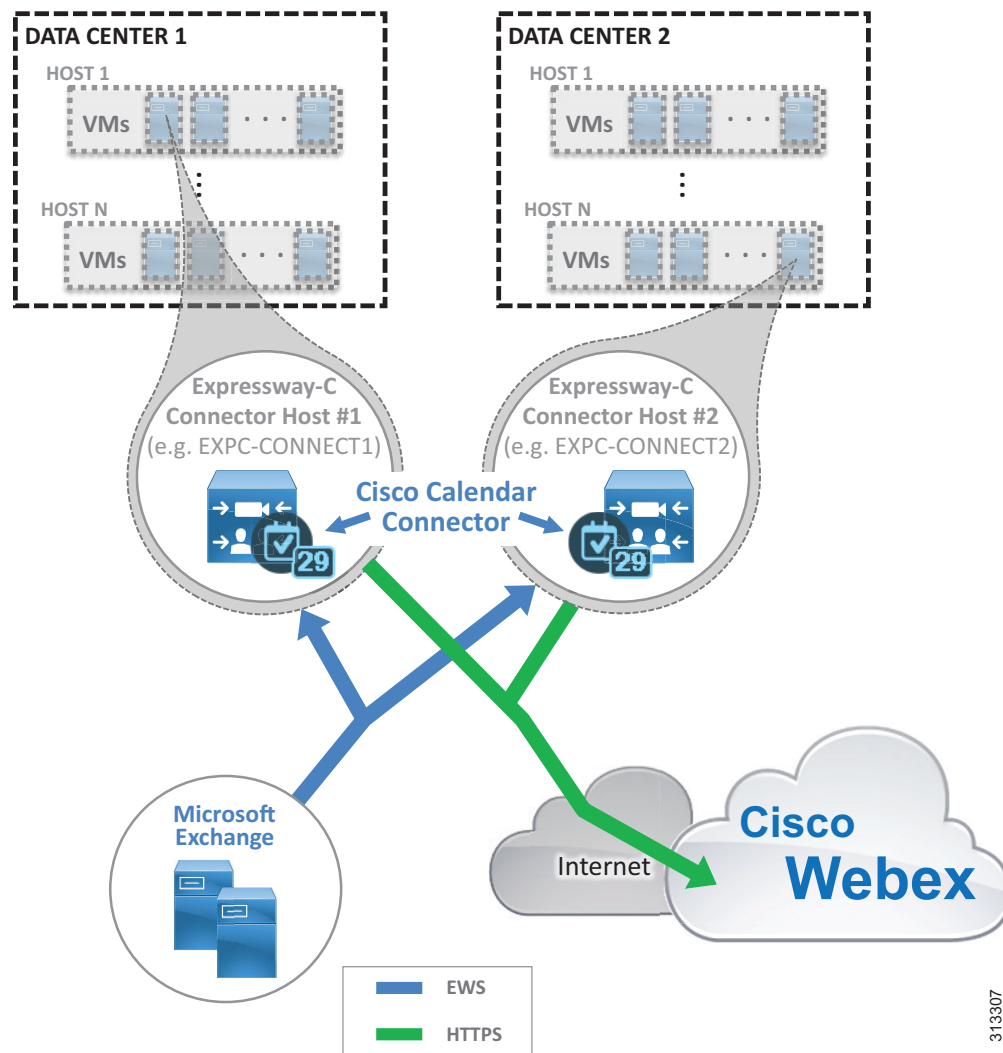 DATA CENTER 1
HOST 1
VMs
HOST N
VMs
DATA CENTER 2
HOST 1
VMs
HOST N
VMs
Expressway-C
Connector Host #1
(e.g. EXPC-CONNECT1)
Expressway-C
Connector Host #2
(e.g. EXPC-CONNECT2)
Cisco Calendar
Connector
29
29
Microsoft
Exchange
Internet
Cisco
Webex
EWS
HTTPS
313307